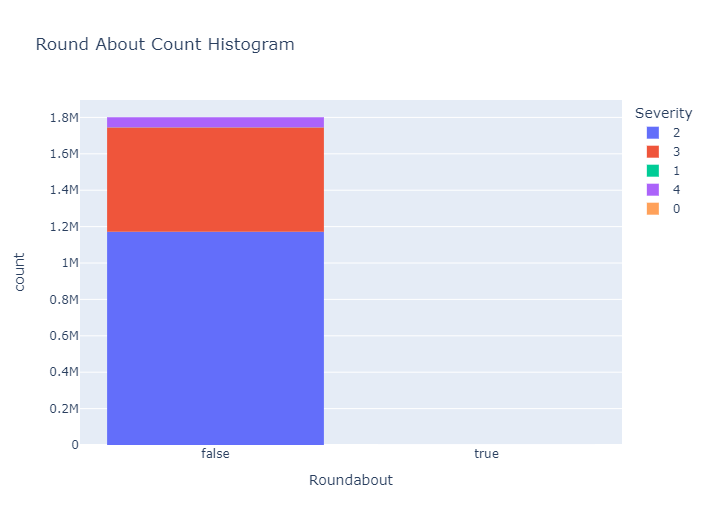 Round About Count Histogram
Severity
2
3
1
4
0
1.8M
1.6M
1.4M
1.2M
1M
0.8M
0.6M
0.4M
0.2M
0
count
false
true
Roundabout